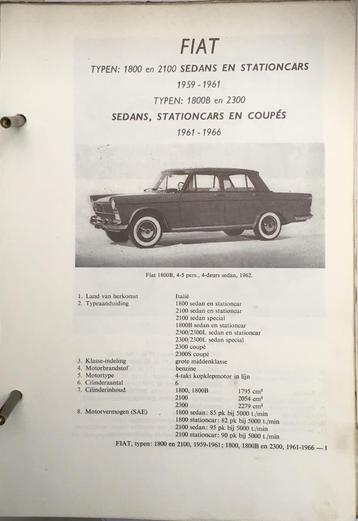 FIAT
TYPEN: 1800 en 2100 SEDANS EN STATIONCARS
1959-1961
TYPEN: 1800B en 2300
SEDANS, STATIONCARS EN COUPÉS
1961-1966
Fiat 1800B, 4-5 pers., 4-deurs sedan, 1962.
1. Land van herkomst Italië
2. Typeaanduiding 1800 sedan en stationcar
2100 sedan en stationcar
2100 sedan special
1800B sedan en stationcar
2300/2300L sedan en stationcar
2300/2300L sedan special
2300 coupé
2300S coupé
3. Klasse-indeling grote middenklasse
4. Motorbrandstof benzine
5. Motortype 4-takt kopklepmotor in lijn
6. Cilinderaantal 6
7. Cilinderinhoud 1800, 1800B 1795 cm³
2100 2054 cm³
2300 2279 cm³
8. Motorvermogen (SAE) 1800 sedan: 85 pk bij 5000 t./min
1800 stationcar: 82 pk bij 5000 t./min
2100 sedan: 95 pk bij 5000 t./min
2100 stationcar: 90 pk bij 5000 t./min
FIAT, typen: 1800 en 2100, 1959-1961; 1800, 1800B en 2300, 1961-1966 — 1